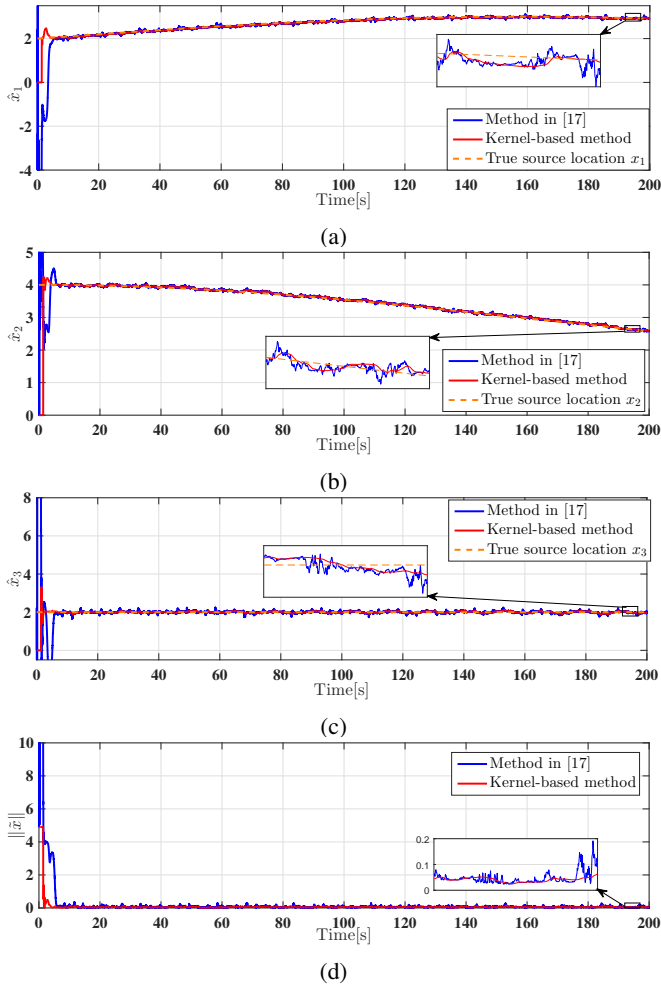 4
2
0
-2
-4
x̂₁
Method in [17]
Kernel-based method
True source location x₁
0 20 40 60 80 100 120 140 160 180 200
Time[s]
(a)
5
4
3
2
1
0
x̂₂
Method in [17]
Kernel-based method
True source location x₂
0 20 40 60 80 100 120 140 160 180 200
Time[s]
(b)
8
6
4
2
0
x̂₃
Method in [17]
Kernel-based method
True source location x₃
0 20 40 60 80 100 120 140 160 180 200
Time[s]
(c)
10
8
6
4
2
0
||x̃||
Method in [17]
Kernel-based method
0.2
0.1
0
0 20 40 60 80 100 120 140 160 180 200
Time[s]
(d)